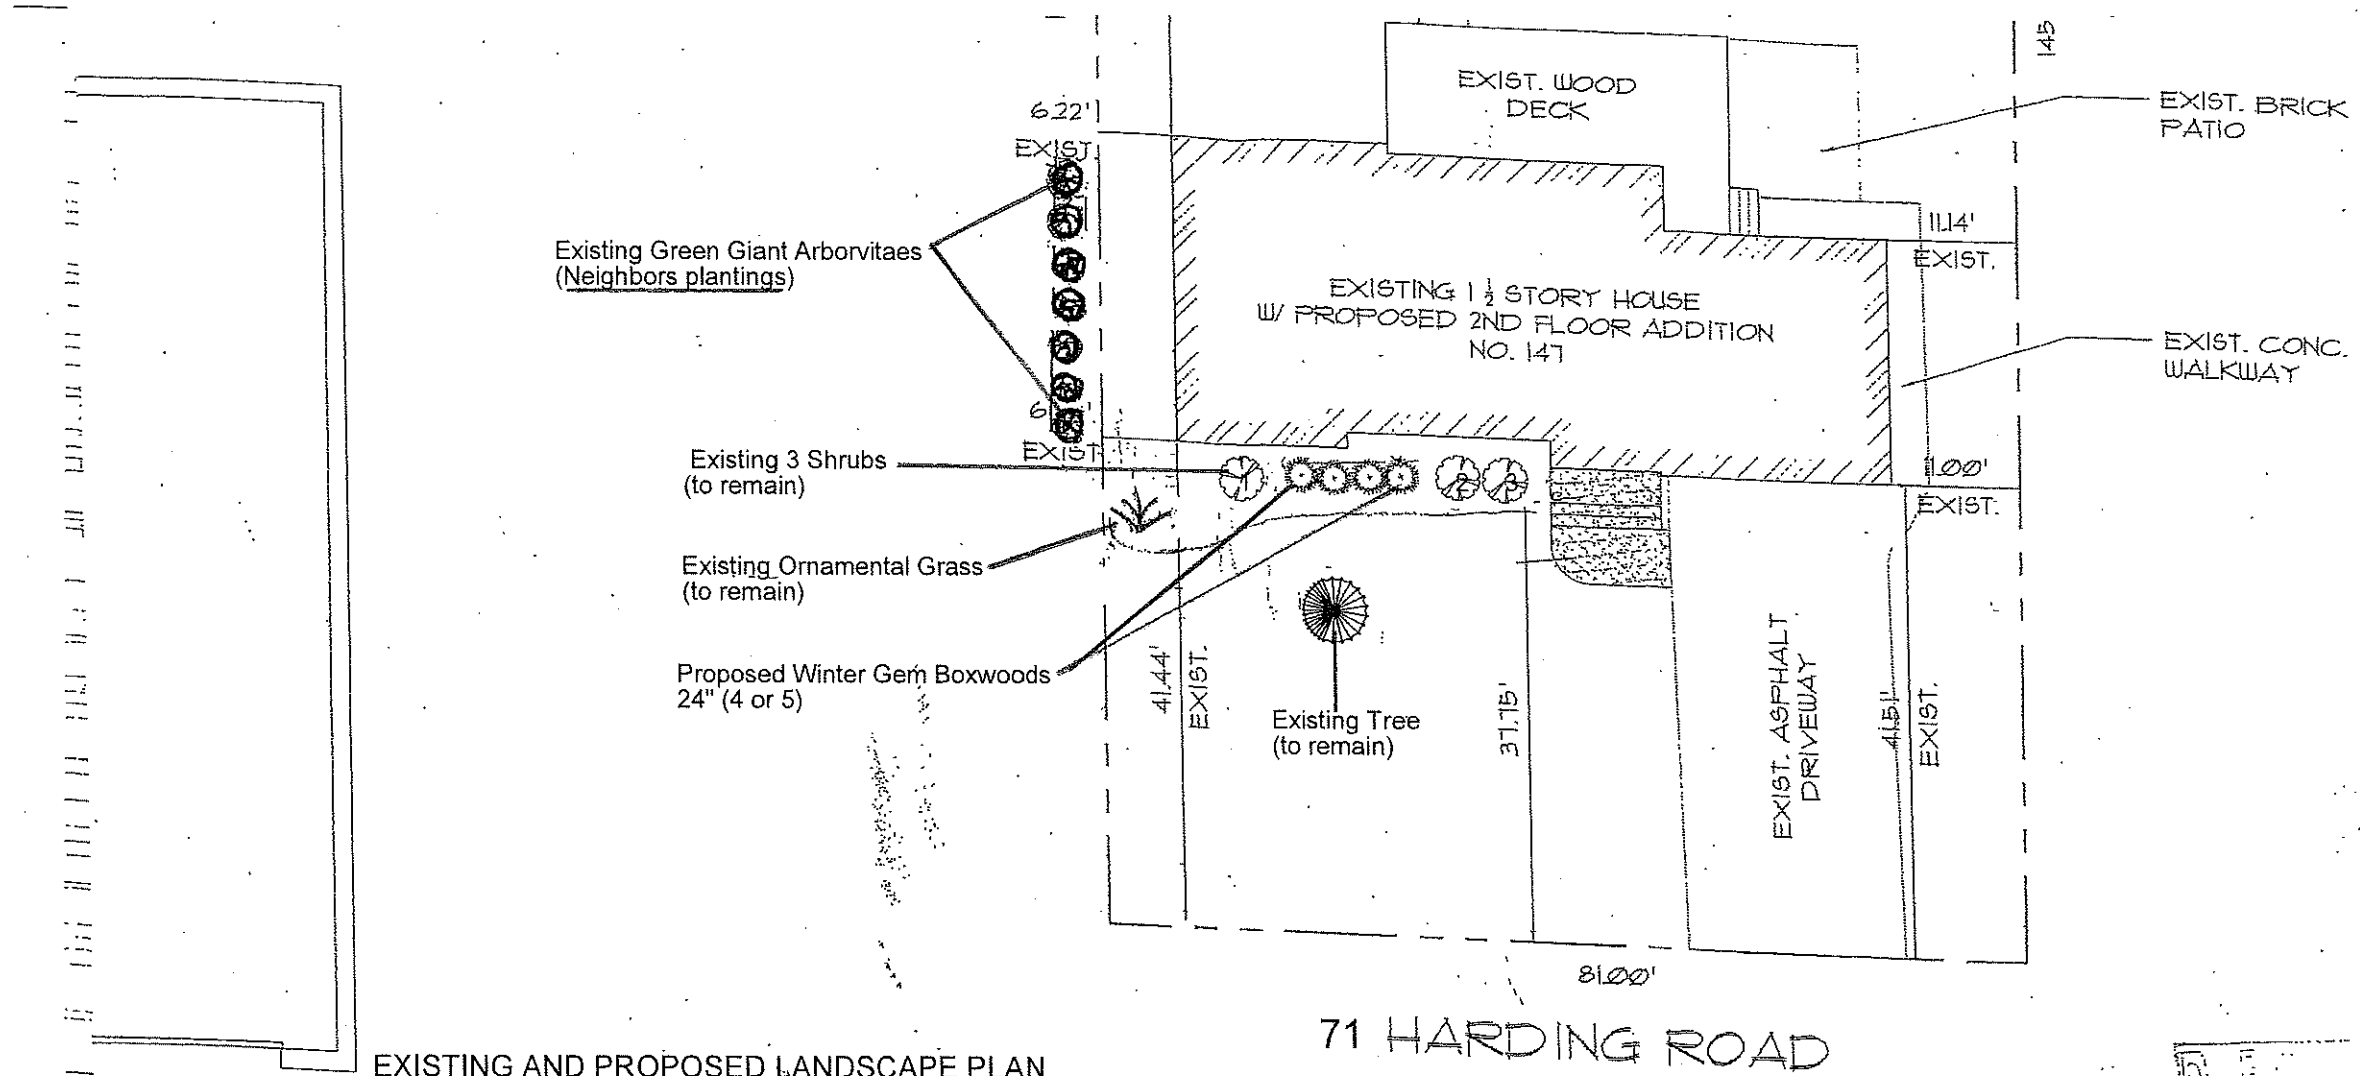 145
EXIST. WOOD
DECK
EXIST. BRICK
PATIO
6.22'
EXIST.
11.14'
EXIST.
Existing Green Giant Arborvitaes
(Neighbors plantings)
EXISTING 1 ½ STORY HOUSE
W/ PROPOSED 2ND FLOOR ADDITION
NO. 147
EXIST. CONC.
WALKWAY
EXIST
Existing 3 Shrubs
(to remain)
1
2
3
11.00'
EXIST.
Existing Ornamental Grass
(to remain)
Proposed Winter Gem Boxwoods
24" (4 or 5)
41.44'
EXIST.
Existing Tree
(to remain)
37.75'
EXIST. ASPHALT
DRIVEWAY
41.51'
EXIST.
81.00'
71 HARDING ROAD
EXISTING AND PROPOSED LANDSCAPE PLAN